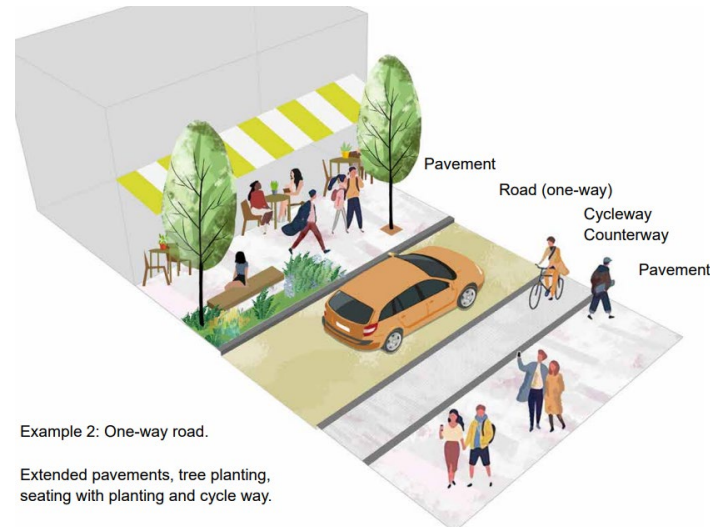 Pavement
Road (one-way)
Cycleway
Counterway
Pavement
Example 2: One-way road.
Extended pavements, tree planting,
seating with planting and cycle way.